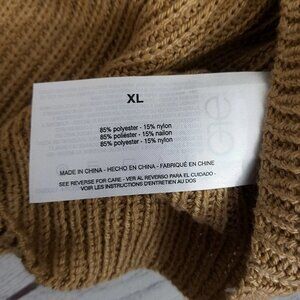 XL
85% polyester - 15% nylon
85% poliéster - 15% nailon
85% polyester - 15% nylon
MADE IN CHINA - HECHO EN CHINA - FABRIQUÉ EN CHINE
SEE REVERSE FOR CARE - VER AL REVERSO PARA EL CUIDADO -
VOIR LES INSTRUCTIONS D'ENTRETIEN AU DOS